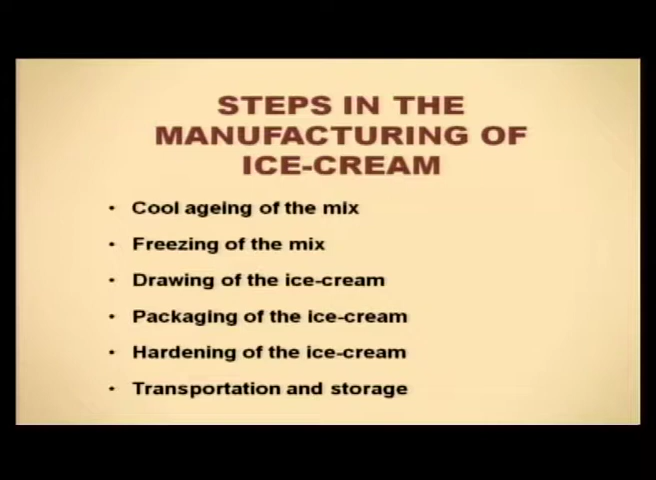 STEPS IN THE
MANUFACTURING OF
ICE-CREAM
• Cool ageing of the mix
• Freezing of the mix
• Drawing of the ice-cream
• Packaging of the ice-cream
• Hardening of the ice-cream
• Transportation and storage